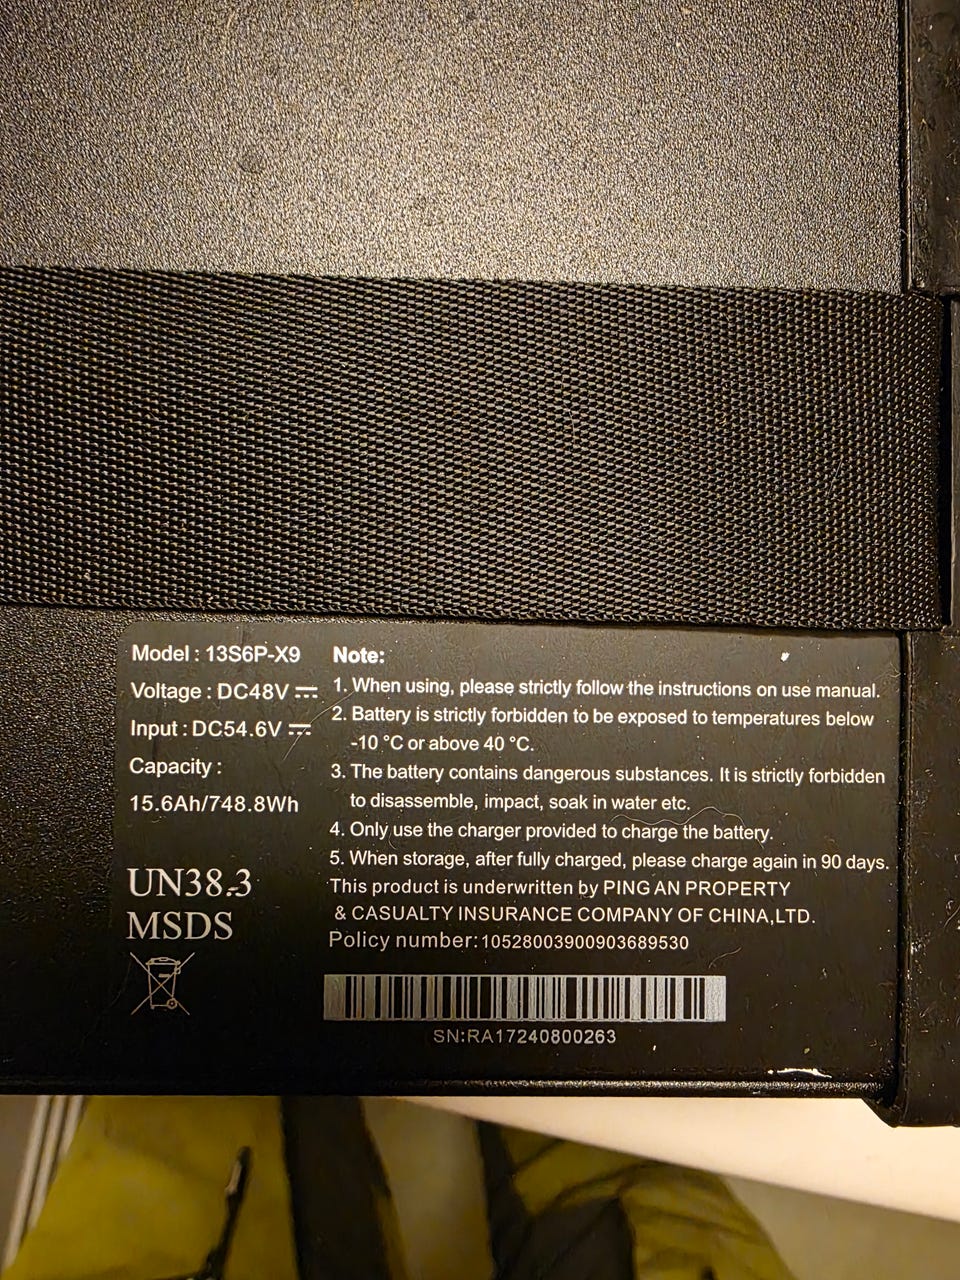 Model : 13S6P-X9
Voltage : DC48V
Input : DC54.6V
Capacity :
15.6Ah/748.8Wh
UN38.3
MSDS
Note:
1. When using, please strictly follow the instructions on use manual.
2. Battery is strictly forbidden to be exposed to temperatures below
-10 °C or above 40 °C.
3. The battery contains dangerous substances. It is strictly forbidden
to disassemble, impact, soak in water etc.
4. Only use the charger provided to charge the battery.
5. When storage, after fully charged, please charge again in 90 days.
This product is underwritten by PING AN PROPERTY
& CASUALTY INSURANCE COMPANY OF CHINA,LTD.
Policy number:10528003900903689530
SN:RA17240800263